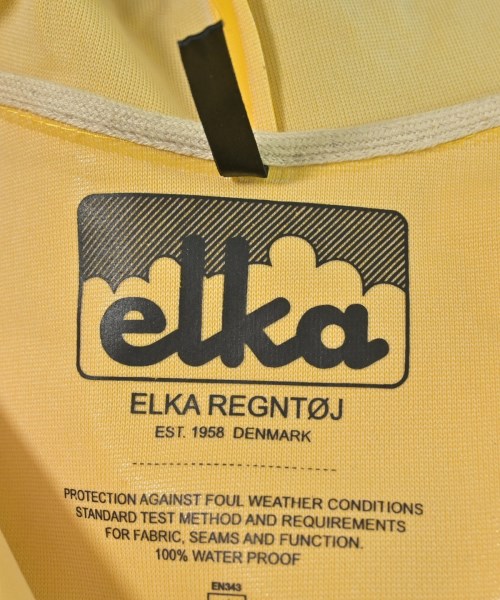 elka
ELKA REGNTØJ
EST. 1958 DENMARK
PROTECTION AGAINST FOUL WEATHER CONDITIONS
STANDARD TEST METHOD AND REQUIREMENTS
FOR FABRIC, SEAMS AND FUNCTION.
100% WATER PROOF
EN343